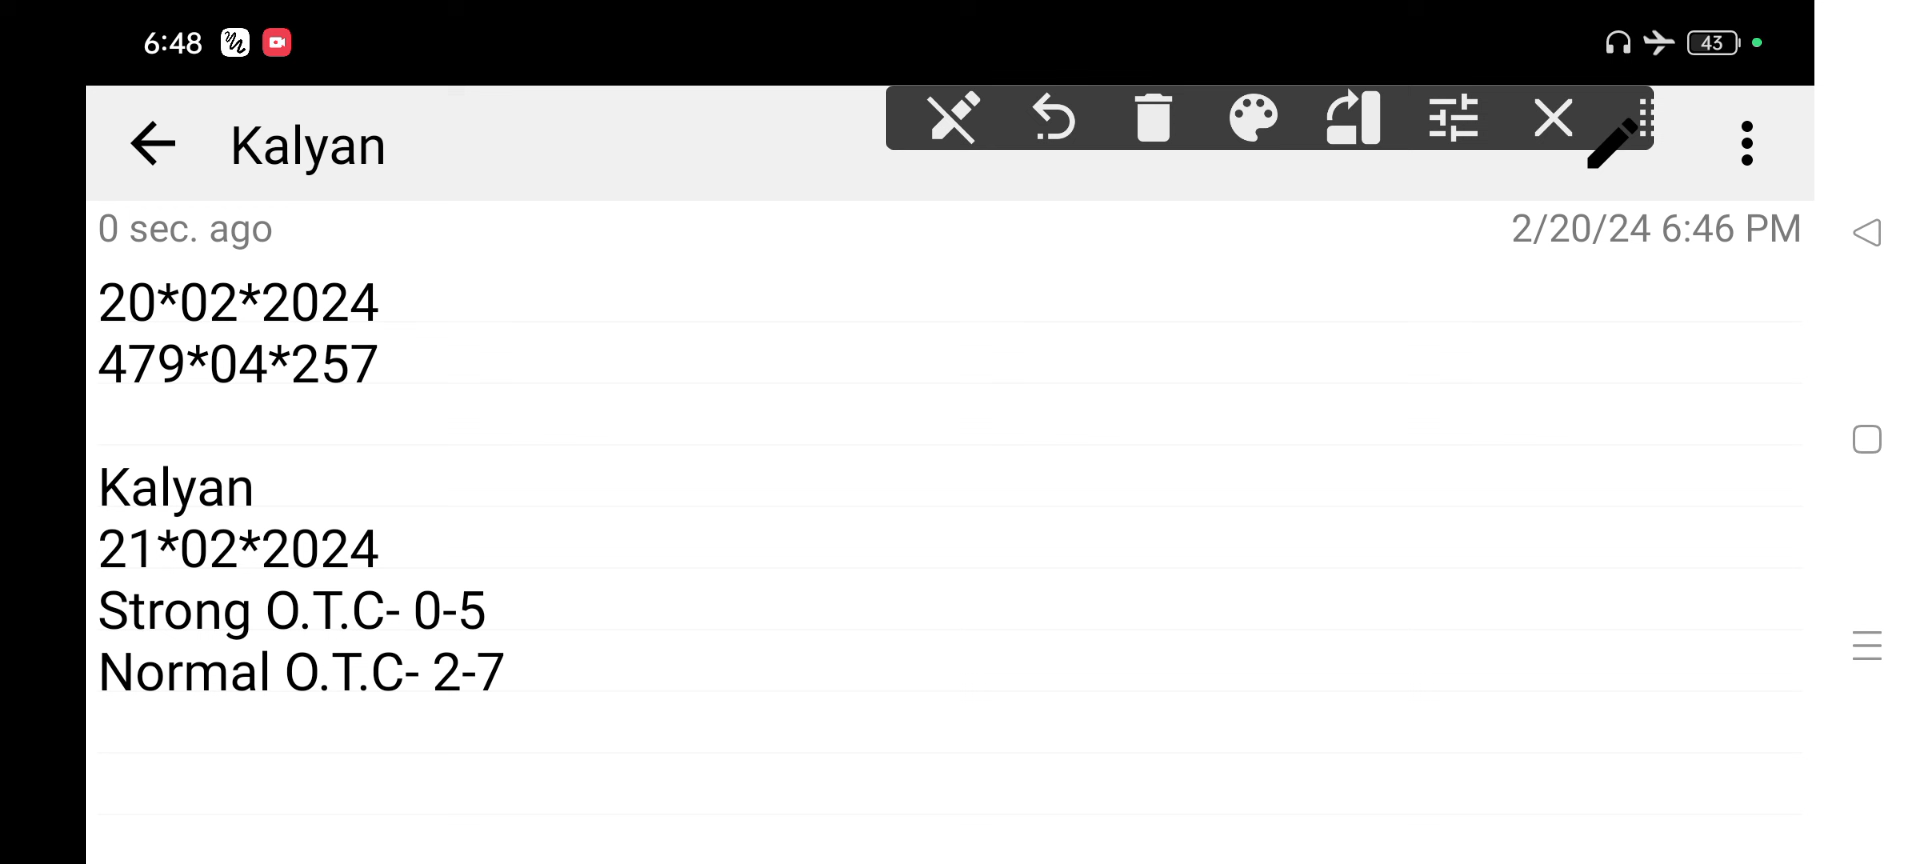 6:48
43
Kalyan
0 sec. ago 2/20/24 6:46 PM
20*02*2024
479*04*257
Kalyan
21*02*2024
Strong O.T.C- 0-5
Normal O.T.C- 2-7